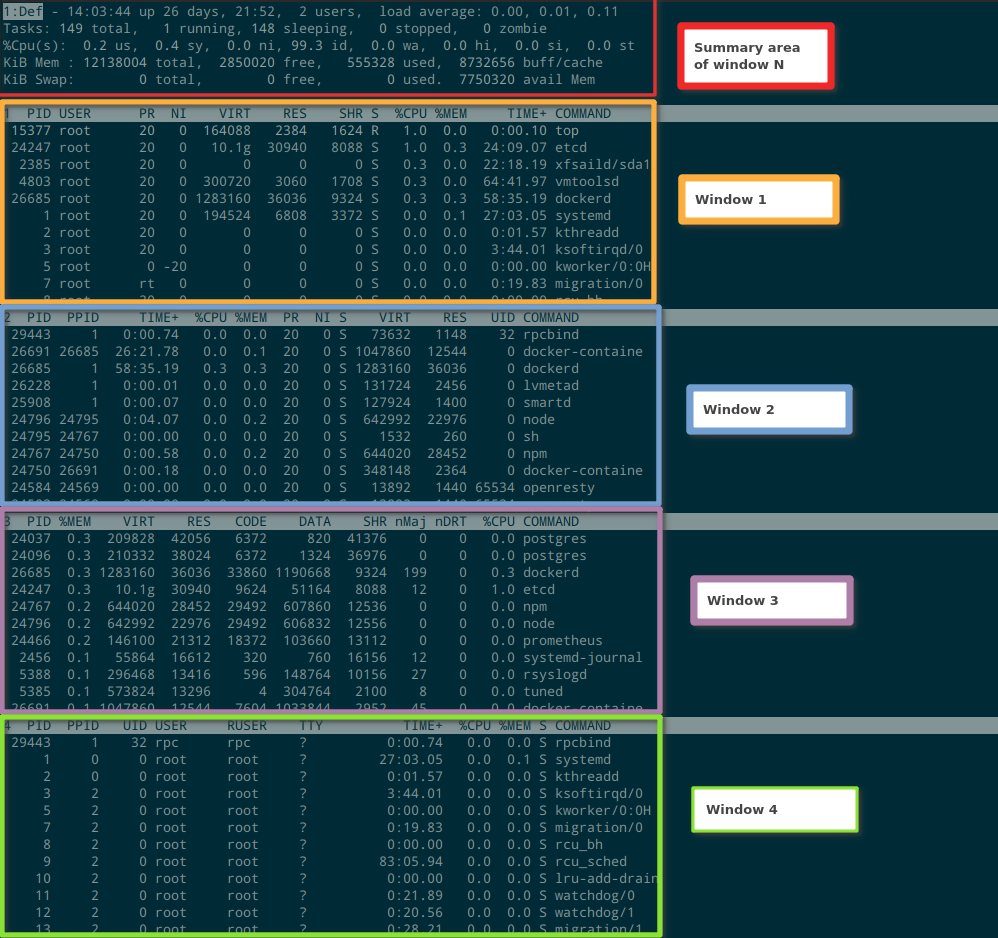 1:Def - 14:03:44 up 26 days, 21:52,  2 users,  load average: 0.00, 0.01, 0.11
Tasks: 149 total,   1 running, 148 sleeping,   0 stopped,   0 zombie
%Cpu(s):  0.2 us,  0.4 sy,  0.0 ni, 99.3 id,  0.0 wa,  0.0 hi,  0.0 si,  0.0 st
KiB Mem : 12138004 total,  2850020 free,   555328 used,  8732656 buff/cache
KiB Swap:        0 total,        0 free,        0 used.  7750320 avail Mem
Summary area
of window N
1  PID USER      PR  NI    VIRT    RES    SHR S  %CPU %MEM     TIME+ COMMAND
15377 root      20   0  164088   2384   1624 R   1.0  0.0   0:00.10 top
24247 root      20   0   10.1g  30940   8088 S   1.0  0.3  24:09.07 etcd
2385 root      20   0       0      0      0 S   0.3  0.0  22:18.19 xfsaild/sda1
4803 root      20   0  300720   3060   1708 S   0.3  0.0  64:41.97 vmtoolsd
26685 root      20   0 1283160  36036   9324 S   0.3  0.3  58:35.19 dockerd
1 root      20   0  194524   6808   3372 S   0.0  0.1  27:03.05 systemd
2 root      20   0       0      0      0 S   0.0  0.0   0:01.57 kthreadd
3 root      20   0       0      0      0 S   0.0  0.0   3:44.01 ksoftirqd/0
5 root       0 -20       0      0      0 S   0.0  0.0   0:00.00 kworker/0:0H
7 root      rt   0       0      0      0 S   0.0  0.0   0:19.83 migration/0
Window 1
2  PID  PPID     TIME+  %CPU %MEM  PR  NI S    VIRT    RES   UID COMMAND
29443     1   0:00.74   0.0  0.0  20   0 S   73632   1148    32 rpcbind
26691 26685  26:21.78   0.0  0.1  20   0 S 1047860  12544     0 docker-containe
26685     1  58:35.19   0.3  0.3  20   0 S 1283160  36036     0 dockerd
26228     1   0:00.01   0.0  0.0  20   0 S  131724   2456     0 lvmetad
25908     1   0:00.07   0.0  0.0  20   0 S  127924   1400     0 smartd
24796 24795   0:04.07   0.0  0.2  20   0 S  642992  22976     0 node
24795 24767   0:00.00   0.0  0.0  20   0 S    1532    260     0 sh
24767 24750   0:00.58   0.0  0.2  20   0 S  644020  28452     0 npm
24750 26691   0:00.18   0.0  0.0  20   0 S  348148   2364     0 docker-containe
24584 24569   0:00.00   0.0  0.0  20   0 S   13892   1440 65534 openresty
Window 2
3  PID %MEM    VIRT    RES   CODE    DATA    SHR nMaj nDRT  %CPU COMMAND
24037  0.3  209828  42056   6372     820  41376    0    0   0.0 postgres
24096  0.3  210332  38024   6372    1324  36976    0    0   0.0 postgres
26685  0.3 1283160  36036  33860 1190668   9324  199    0   0.3 dockerd
24247  0.3   10.1g  30940   9624   51164   8088   12    0   1.0 etcd
24767  0.2  644020  28452  29492  607860  12536    0    0   0.0 npm
24796  0.2  642992  22976  29492  606832  12556    0    0   0.0 node
24466  0.2  146100  21312  18372  103660  13112    0    0   0.0 prometheus
2456  0.1   55864  16612    320     760  16156   12    0   0.0 systemd-journal
5388  0.1  296468  13416    596  148764  10156   27    0   0.0 rsyslogd
5385  0.1  573824  13296      4  304764   2100    8    0   0.0 tuned
26691  0.1 1047860  12544   7604 1033844   2952   45    0   0.0 docker-containe
Window 3
4  PID  PPID   UID USER     RUSER    TTY          TIME+  %CPU %MEM S COMMAND
29443     1    32 rpc      rpc      ?          0:00.74   0.0  0.0 S rpcbind
1     0     0 root     root     ?         27:03.05   0.0  0.1 S systemd
2     0     0 root     root     ?          0:01.57   0.0  0.0 S kthreadd
3     2     0 root     root     ?          3:44.01   0.0  0.0 S ksoftirqd/0
5     2     0 root     root     ?          0:00.00   0.0  0.0 S kworker/0:0H
7     2     0 root     root     ?          0:19.83   0.0  0.0 S migration/0
8     2     0 root     root     ?          0:00.00   0.0  0.0 S rcu_bh
9     2     0 root     root     ?         83:05.94   0.0  0.0 S rcu_sched
10     2     0 root     root     ?          0:00.00   0.0  0.0 S lru-add-drain
11     2     0 root     root     ?          0:21.89   0.0  0.0 S watchdog/0
12     2     0 root     root     ?          0:20.56   0.0  0.0 S watchdog/1
13     2     0 root     root     ?          0:28.21   0.0  0.0 S migration/1
Window 4